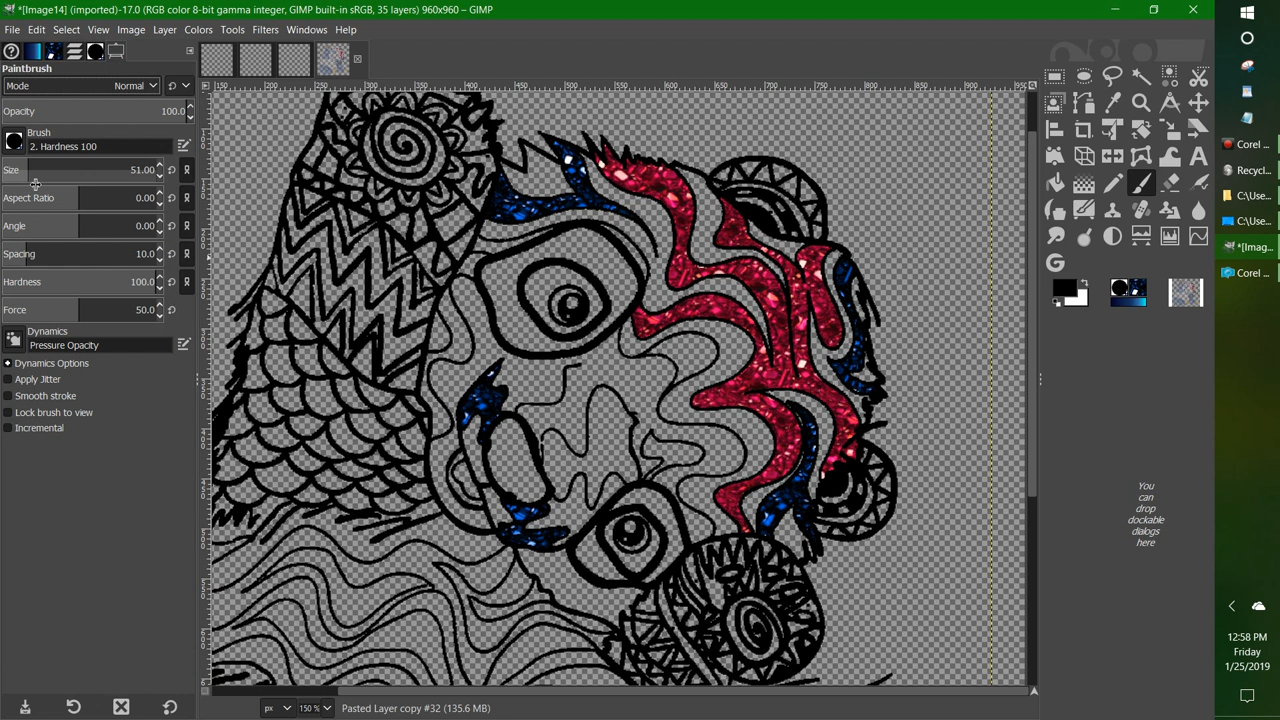 *[Image14] (imported)-17.0 (RGB color 8-bit gamma integer, GIMP built-in sRGB, 35 layers) 960x960 – GIMP
File Edit Select View Image Layer Colors Tools Filters Windows Help
Paintbrush
Mode Normal
Opacity 100.0
Brush
2. Hardness 100
Size 51.00
Aspect Ratio 0.00
Angle 0.00
Spacing 10.0
Hardness 100.0
Force 50.0
Dynamics
Pressure Opacity
Dynamics Options
Apply Jitter
Smooth stroke
Lock brush to view
Incremental
px 150 % Pasted Layer copy #32 (135.6 MB)
You
can
drop
dockable
dialogs
here
Corel ...
Recycl...
C:\Use...
C:\Use...
*[Imag...
Corel ...
12:58 PM
Friday
1/25/2019